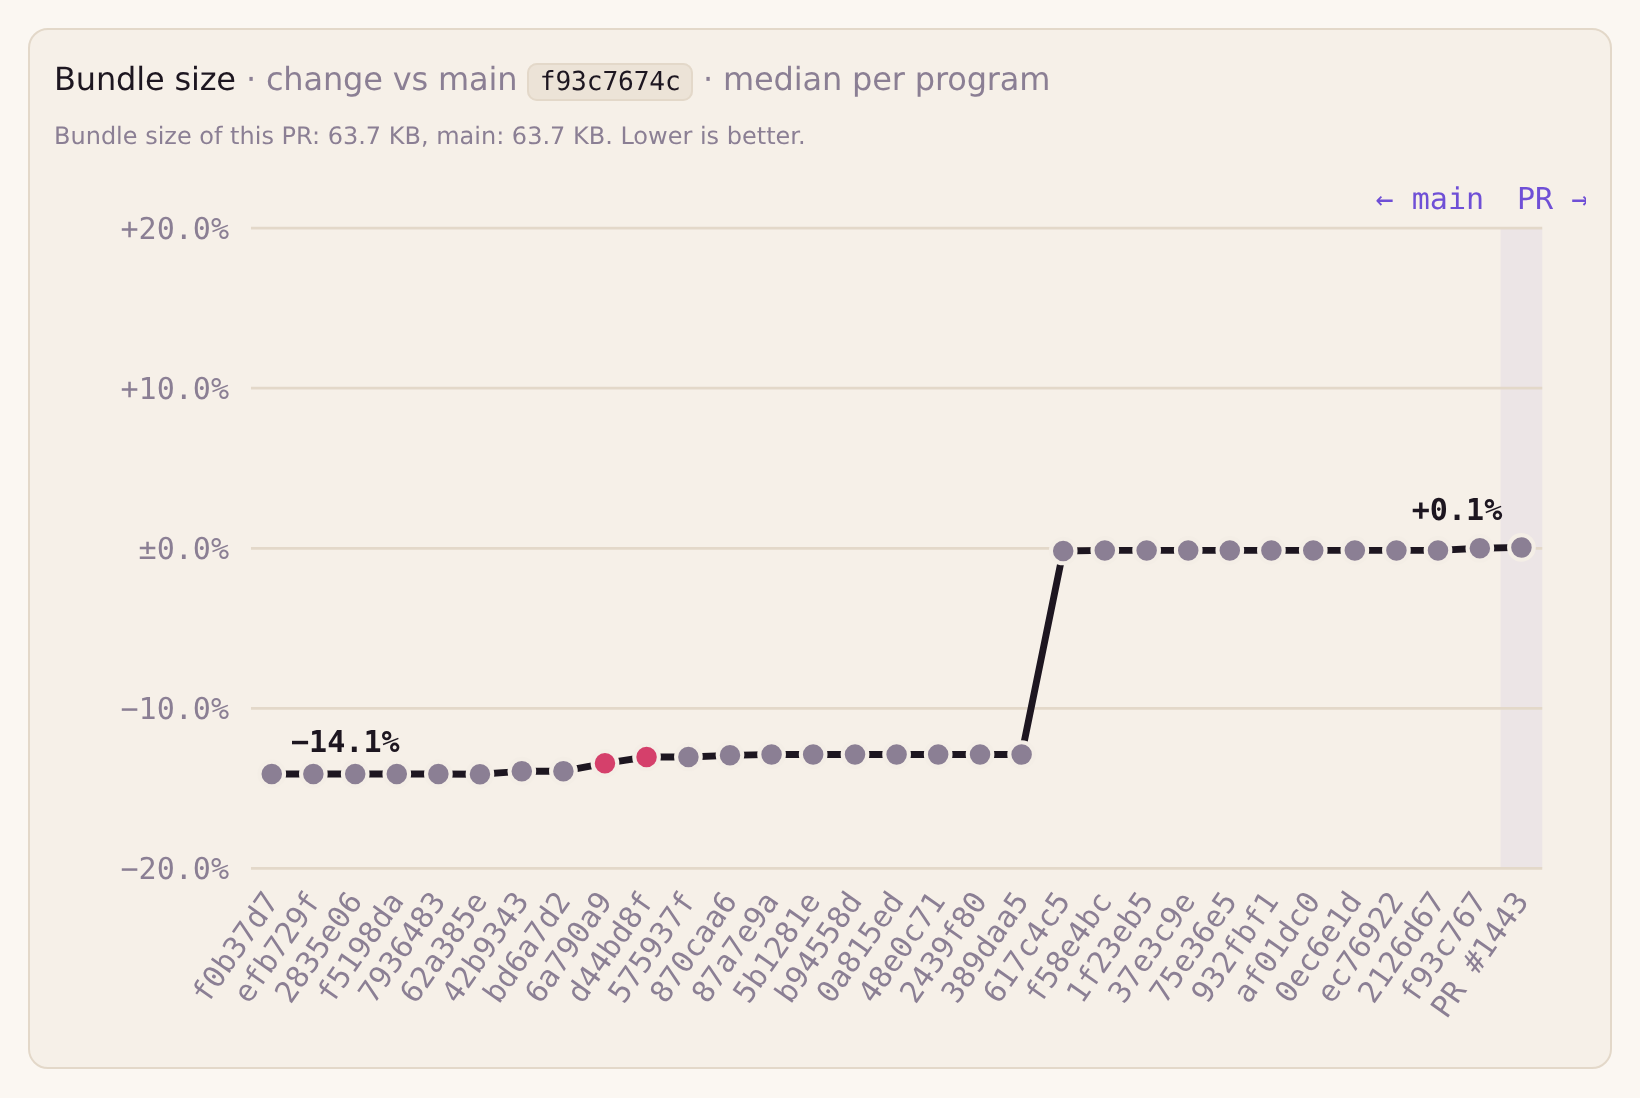 Bundle size · change vs main f93c7674c · median per program
Bundle size of this PR: 63.7 KB, main: 63.7 KB. Lower is better.
← main PR →
+20.0%
+10.0%
+0.1%
±0.0%
−10.0%
−14.1%
−20.0%
f0b37d7
efb729f
2835e06
f5198da
7936483
62a385e
42b9343
bd6a7d2
6a790a9
d44bd8f
575937f
870caa6
87a7e9a
5b1281e
b94558d
0a815ed
48e0c71
2439f80
389daa5
617c4c5
f58e4bc
1f23eb5
37e3c9e
75e36e5
932fbf1
af01dc0
0ec6e1d
ec76922
2126d67
f93c767
PR #1443